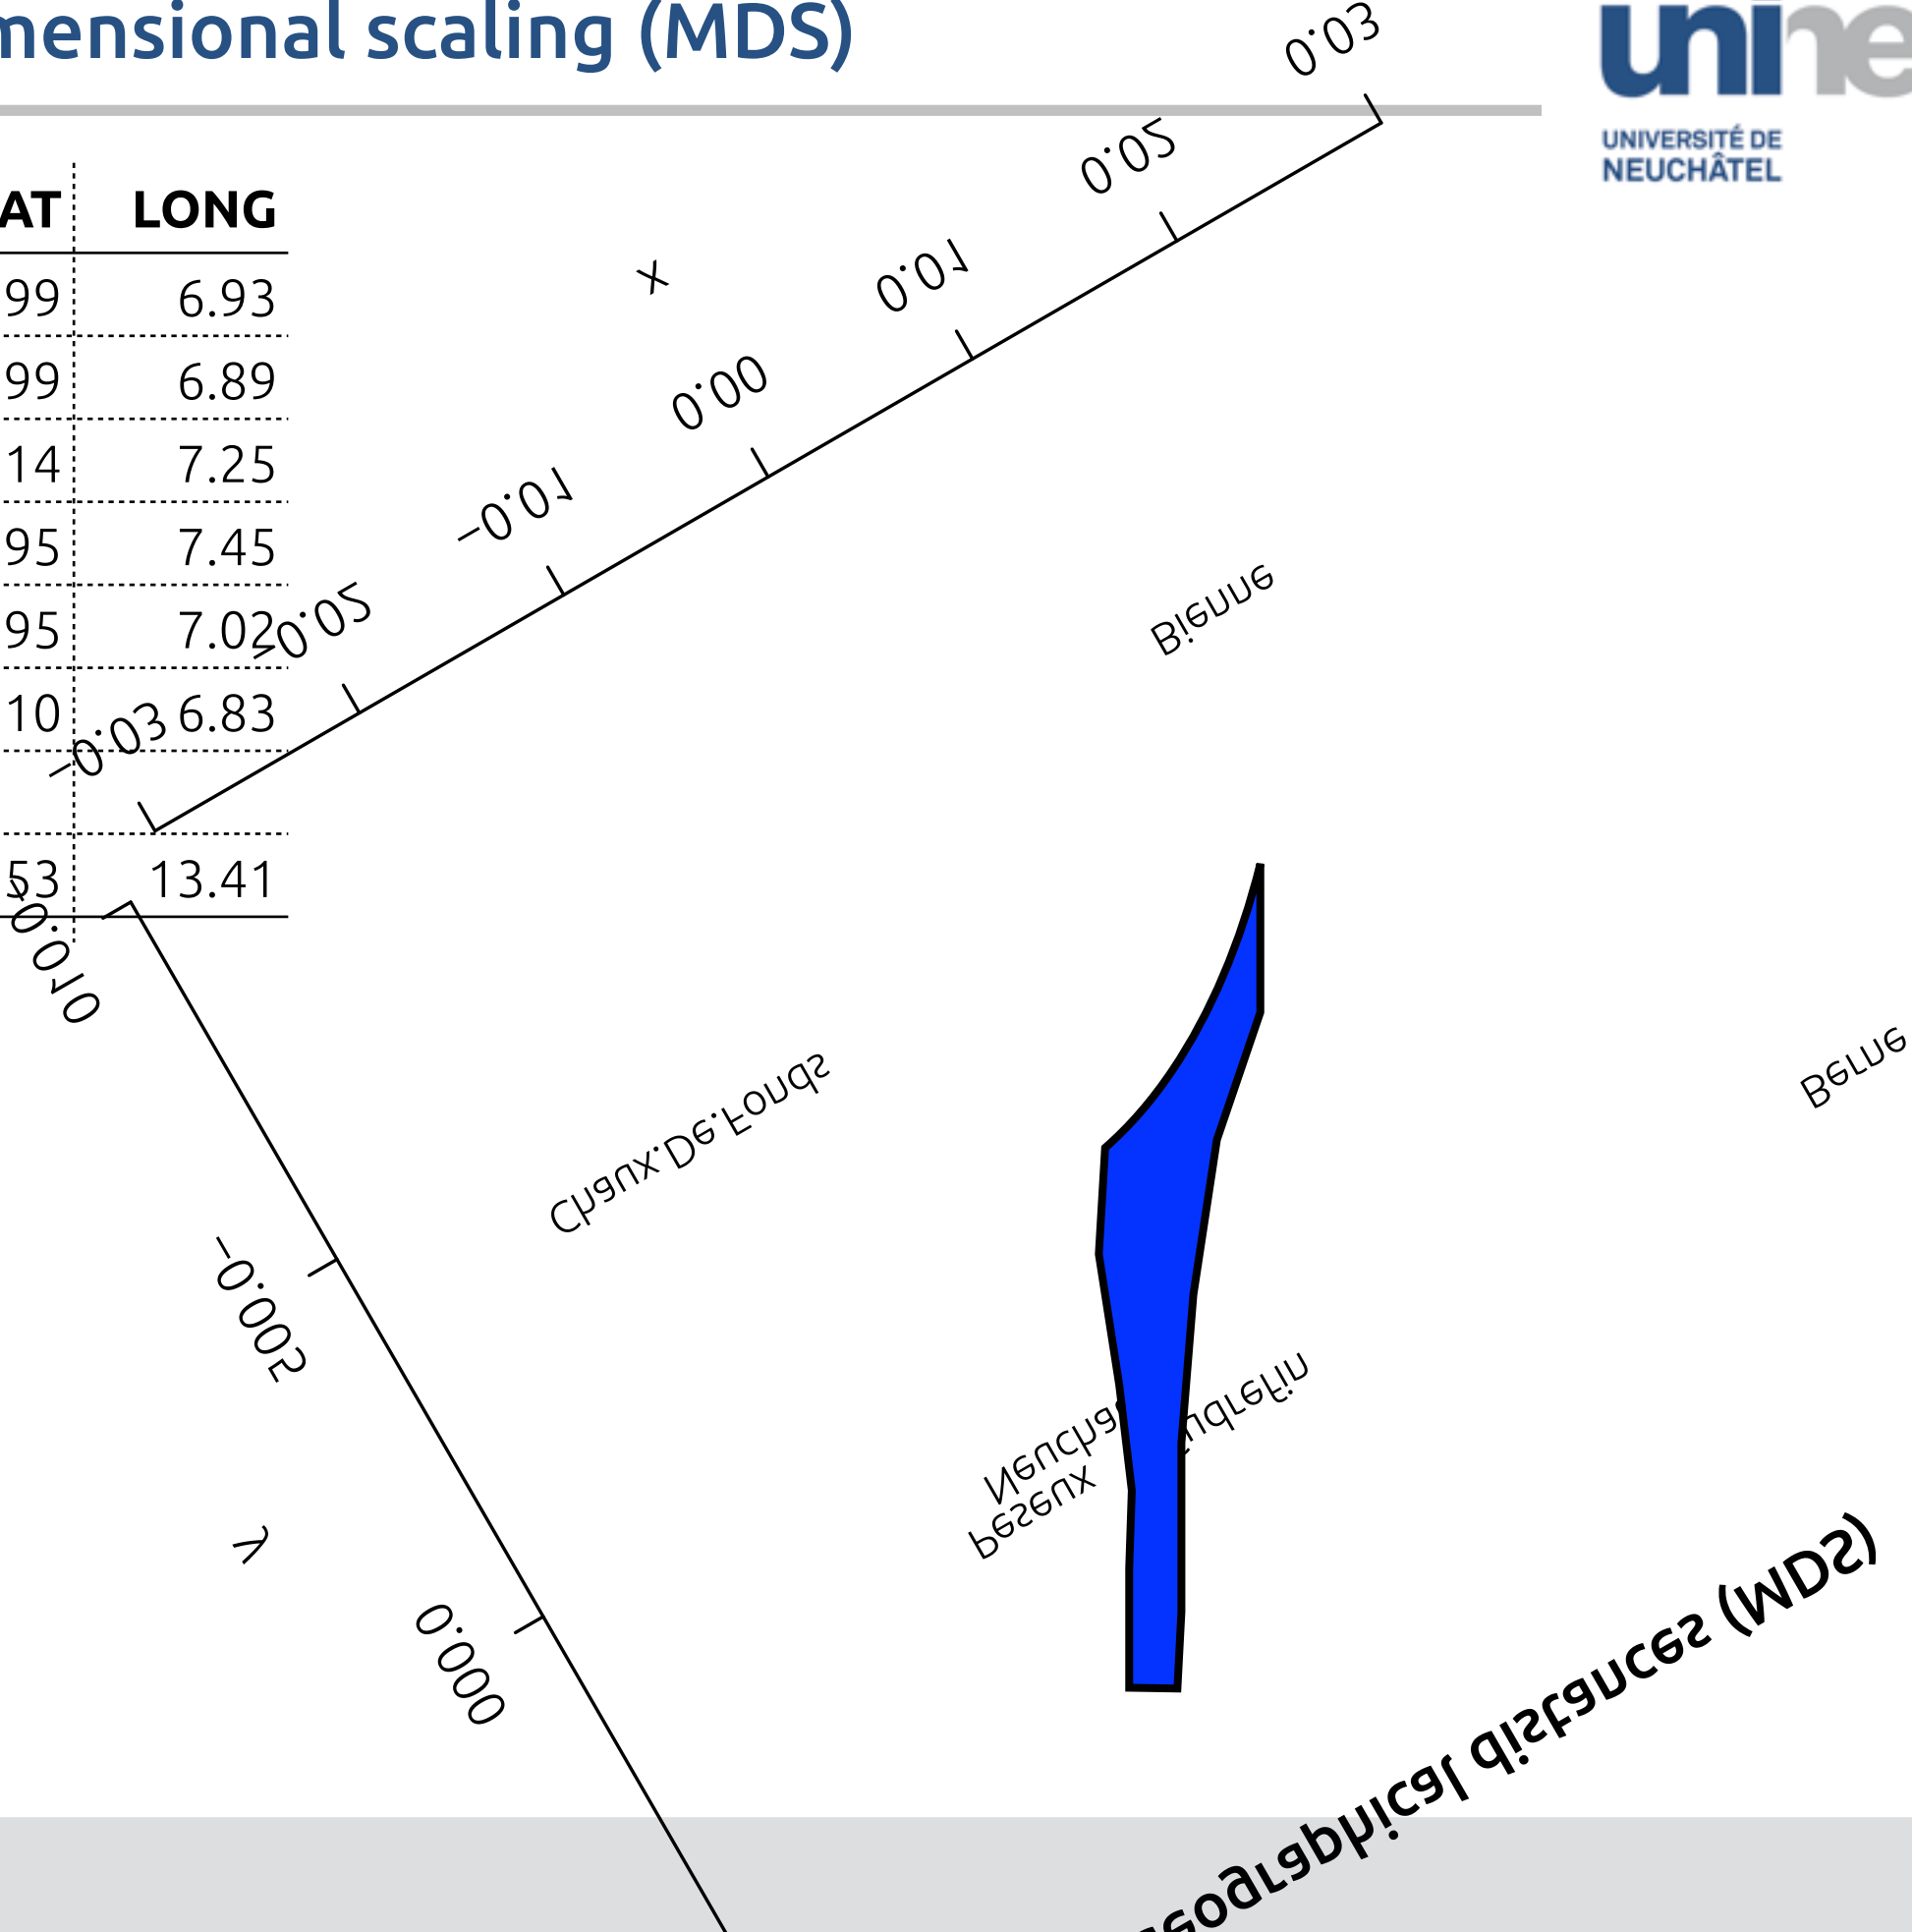 mensional scaling (MDS)
unine
UNIVERSITÉ DE
NEUCHÂTEL
AT LONG
99 6.93
99 6.89
14 7.25
95 7.45
95 7.02
10 6.83
53 13.41
x
0.03
0.02
0.01
0.00
−0.01
−0.02
−0.03
−0.010
−0.005
0.000
y
Bienne
Berne
Chaux.De.Fonds
Peseux
eographical distances (MDS)